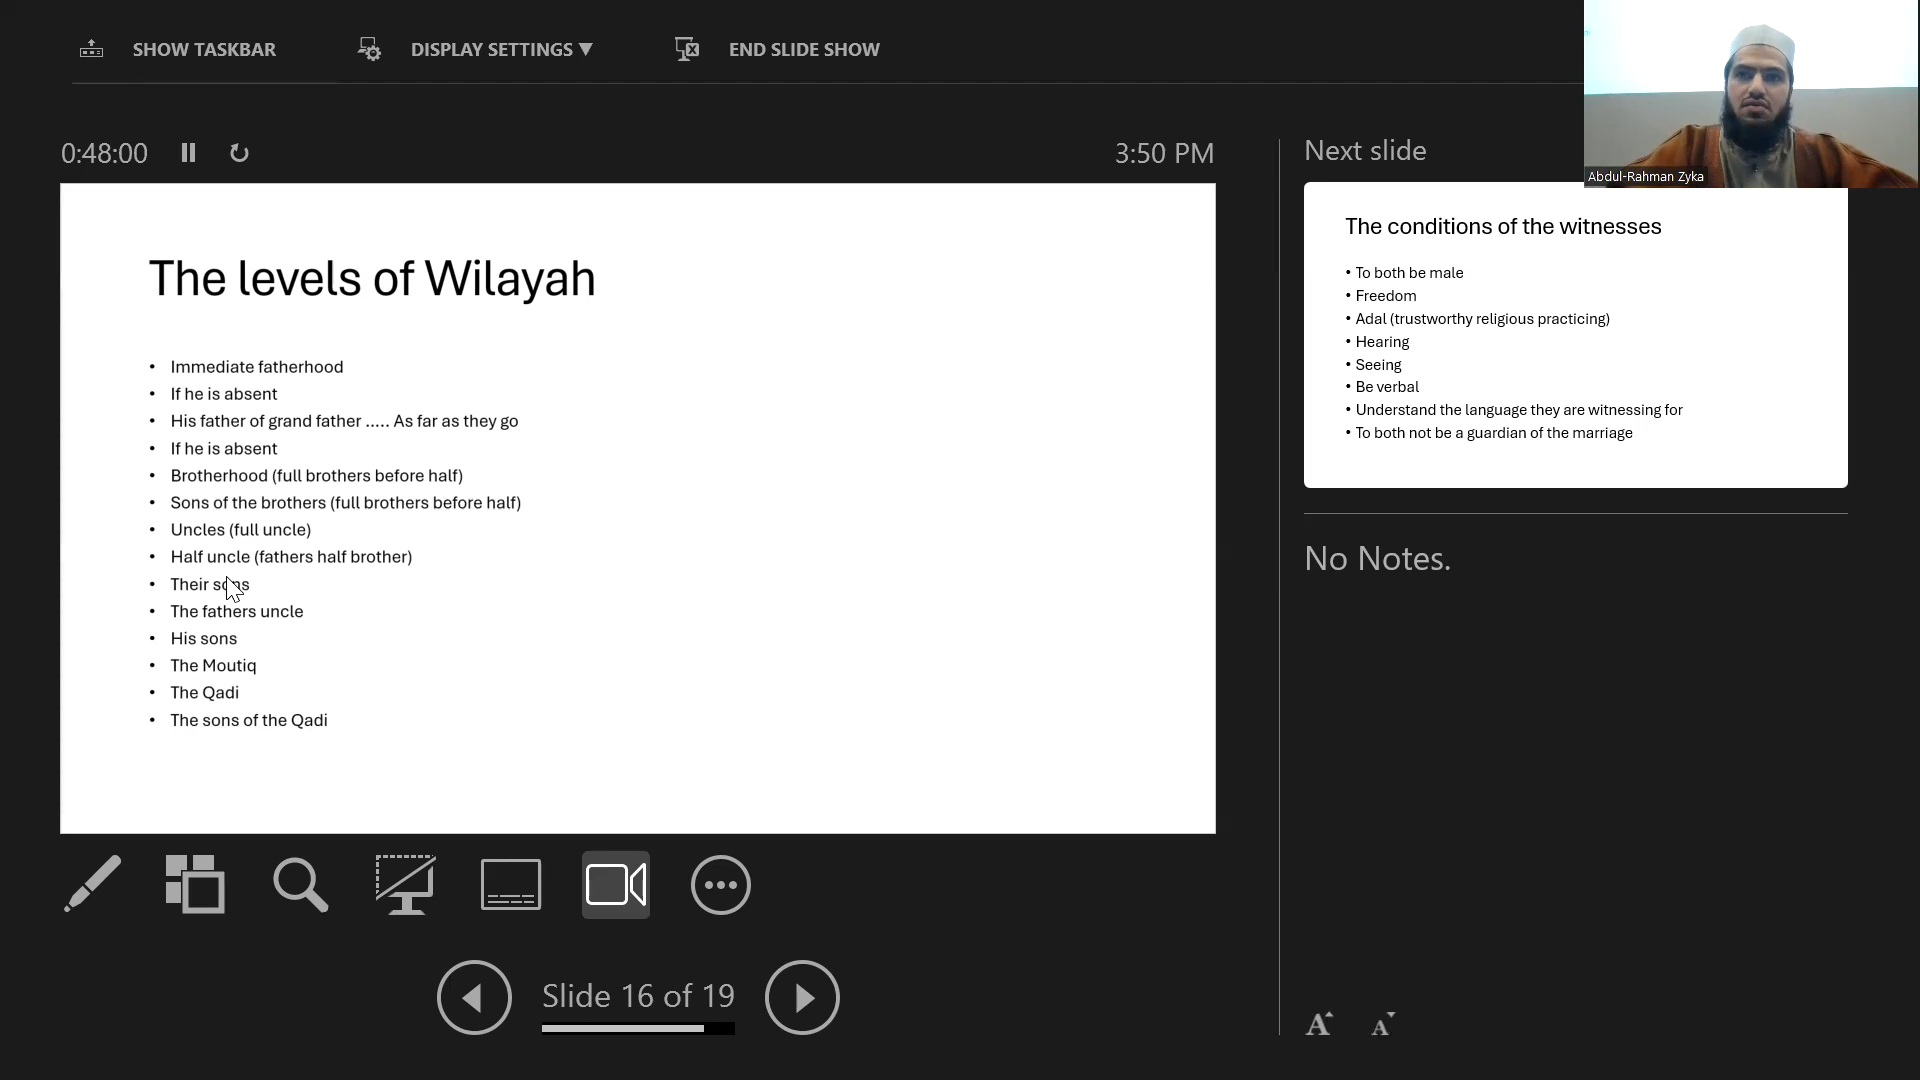 SHOW TASKBAR
DISPLAY SETTINGS ▼
END SLIDE SHOW
0:48:00
3:50 PM
The levels of Wilayah
• Immediate fatherhood
• If he is absent
• His father of grand father ..... As far as they go
• If he is absent
• Brotherhood (full brothers before half)
• Sons of the brothers (full brothers before half)
• Uncles (full uncle)
• Half uncle (fathers half brother)
• Their sons
• The fathers uncle
• His sons
• The Moutiq
• The Qadi
• The sons of the Qadi
Slide 16 of 19
Next slide
Abdul-Rahman Zyka
The conditions of the witnesses
• To both be male
• Freedom
• Adal (trustworthy religious practicing)
• Hearing
• Seeing
• Be verbal
• Understand the language they are witnessing for
• To both not be a guardian of the marriage
No Notes.
A A